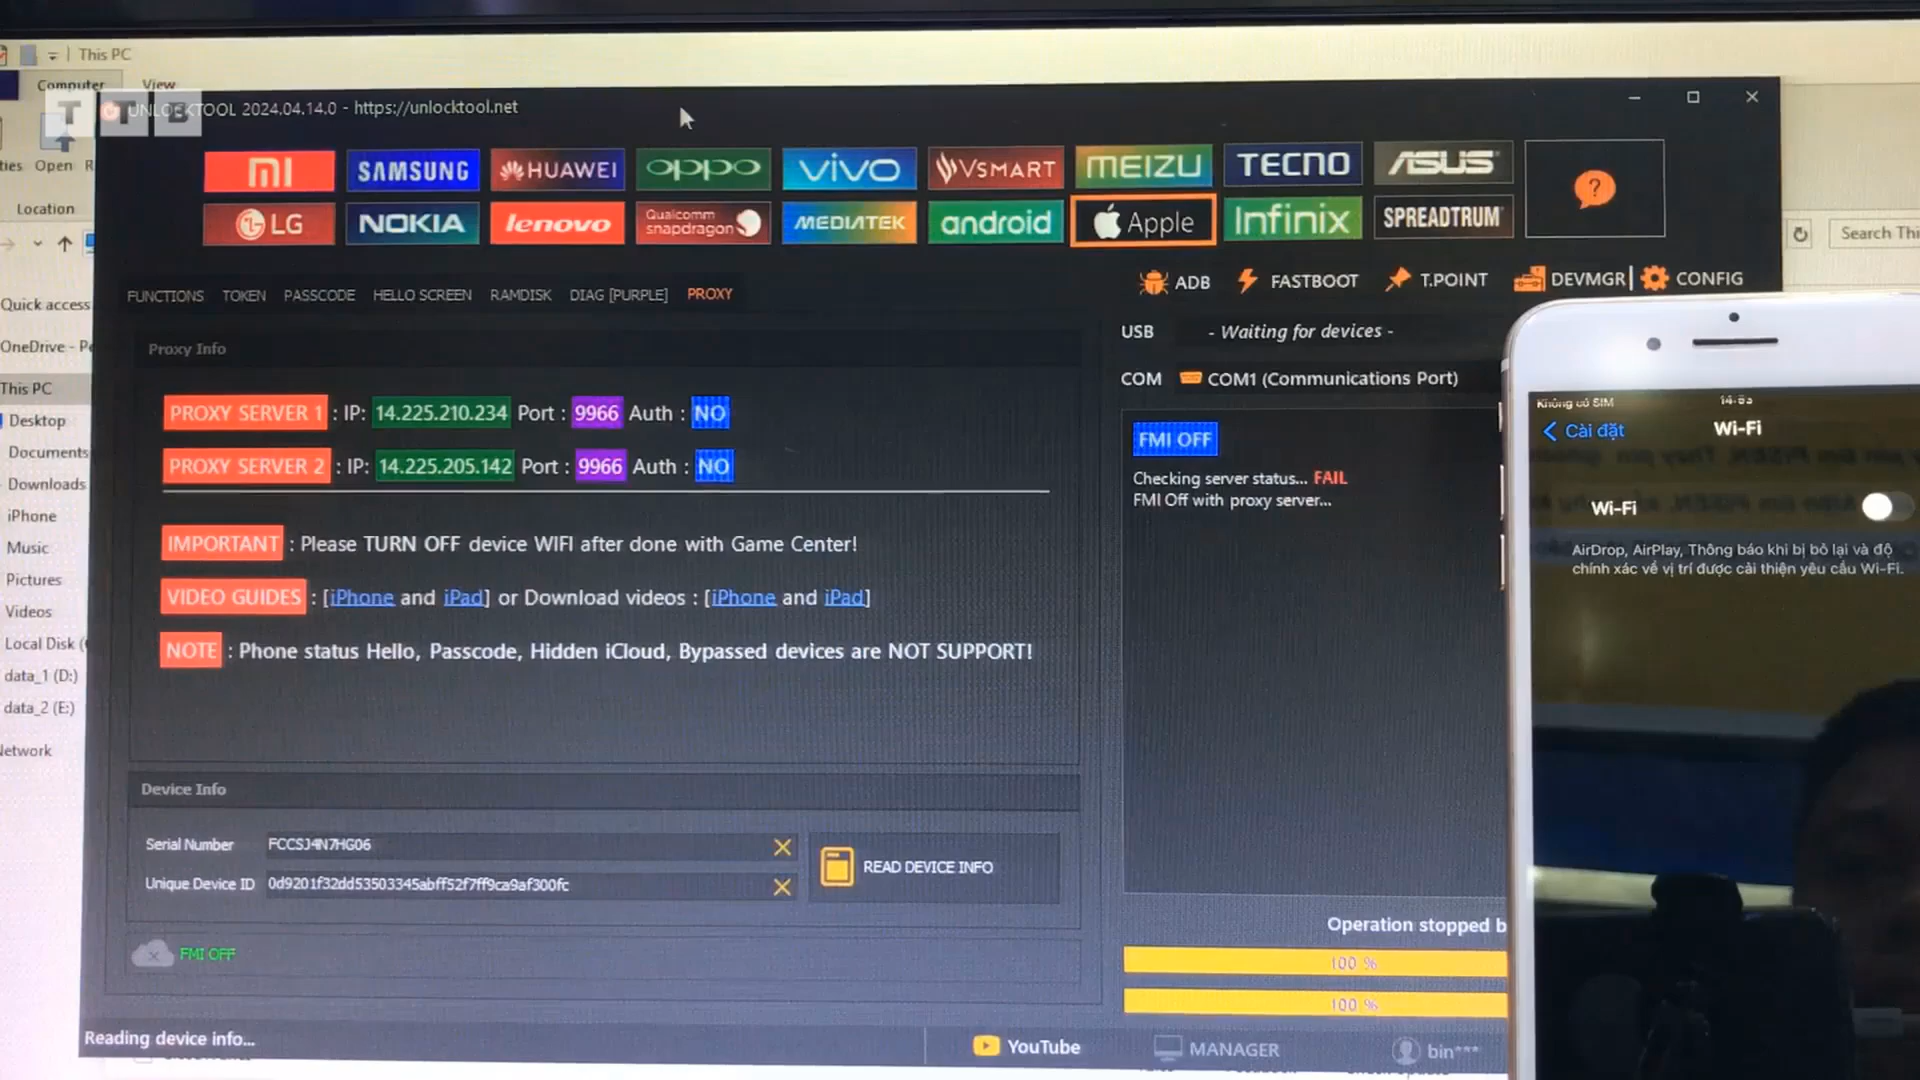 This PC
Computer
View
T T B
UNLOCKTOOL 2024.04.14.0 - https://unlocktool.net
Open
Location
Search Thi
MI SAMSUNG HUAWEI oppo vivo VSMART MEIZU TECNO ASUS ?
LG NOKIA lenovo Qualcomm snapdragon MEDIATEK android Apple Infinix SPREADTRUM
ADB FASTBOOT T.POINT DEVMGR CONFIG
FUNCTIONS TOKEN PASSCODE HELLO SCREEN RAMDISK DIAG [PURPLE] PROXY
Quick access
OneDrive - Pe
This PC
Desktop
Documents
Downloads
iPhone
Music
Pictures
Videos
Local Disk (
data_1 (D:)
data_2 (E:)
Network
Proxy Info
PROXY SERVER 1 : IP: 14.225.210.234 Port : 9966 Auth : NO
PROXY SERVER 2 : IP: 14.225.205.142 Port : 9966 Auth : NO
IMPORTANT : Please TURN OFF device WIFI after done with Game Center!
VIDEO GUIDES : [iPhone and iPad] or Download videos : [iPhone and iPad]
NOTE : Phone status Hello, Passcode, Hidden iCloud, Bypassed devices are NOT SUPPORT!
Device Info
Serial Number FCCSJ4N7HG06
Unique Device ID 0d9201f32dd53503345abff52f7ff9ca9af300fc
READ DEVICE INFO
FMI OFF
Reading device info...
USB - Waiting for devices -
COM COM1 (Communications Port)
FMI OFF
Checking server status... FAIL
FMI Off with proxy server...
Operation stopped b
100 %
100 %
YouTube MANAGER bin***
Không có SIM 14:53
Cài đặt Wi-Fi
Wi-Fi
AirDrop, AirPlay, Thông báo khi bị bỏ lại và độ
chính xác về vị trí được cải thiện yêu cầu Wi-Fi.